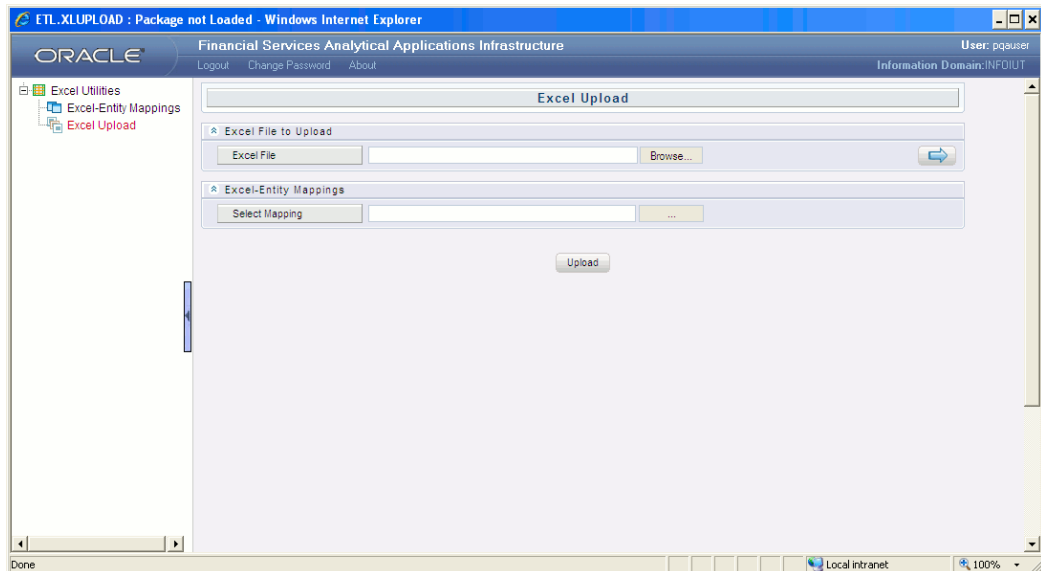 ETL.XLUPLOAD : Package not Loaded - Windows Internet Explorer
ORACLE
Financial Services Analytical Applications Infrastructure
User: pqauser
Logout Change Password About
Information Domain:INFOIUT
Excel Utilities
Excel-Entity Mappings
Excel Upload
Excel Upload
Excel File to Upload
Excel File
Browse...
Excel-Entity Mappings
Select Mapping
...
Upload
Done
Local intranet
100%